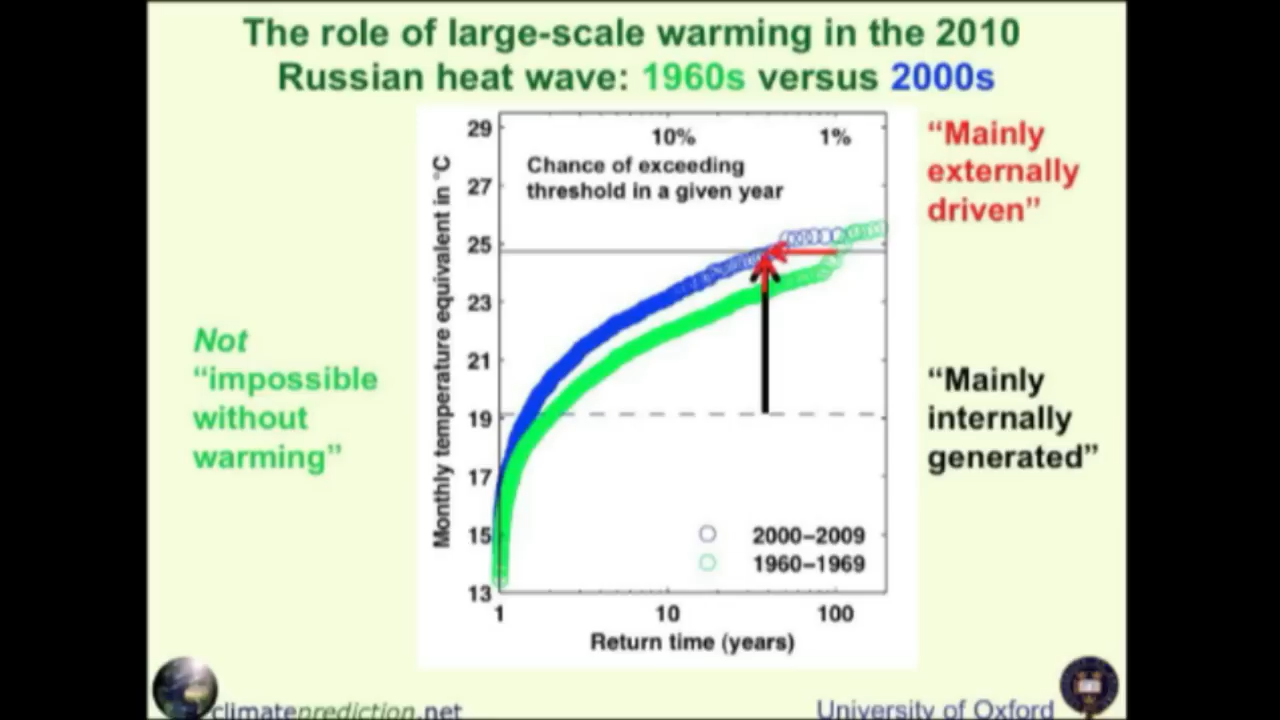 The role of large-scale warming in the 2010
Russian heat wave: 1960s versus 2000s
29
27
25
23
21
19
17
15
13
Monthly temperature equivalent in °C
10%
1%
Chance of exceeding
threshold in a given year
2000–2009
1960–1969
1
10
100
Return time (years)
Not
“impossible
without
warming”
“Mainly
externally
driven”
“Mainly
internally
generated”
climateprediction.net
University of Oxford